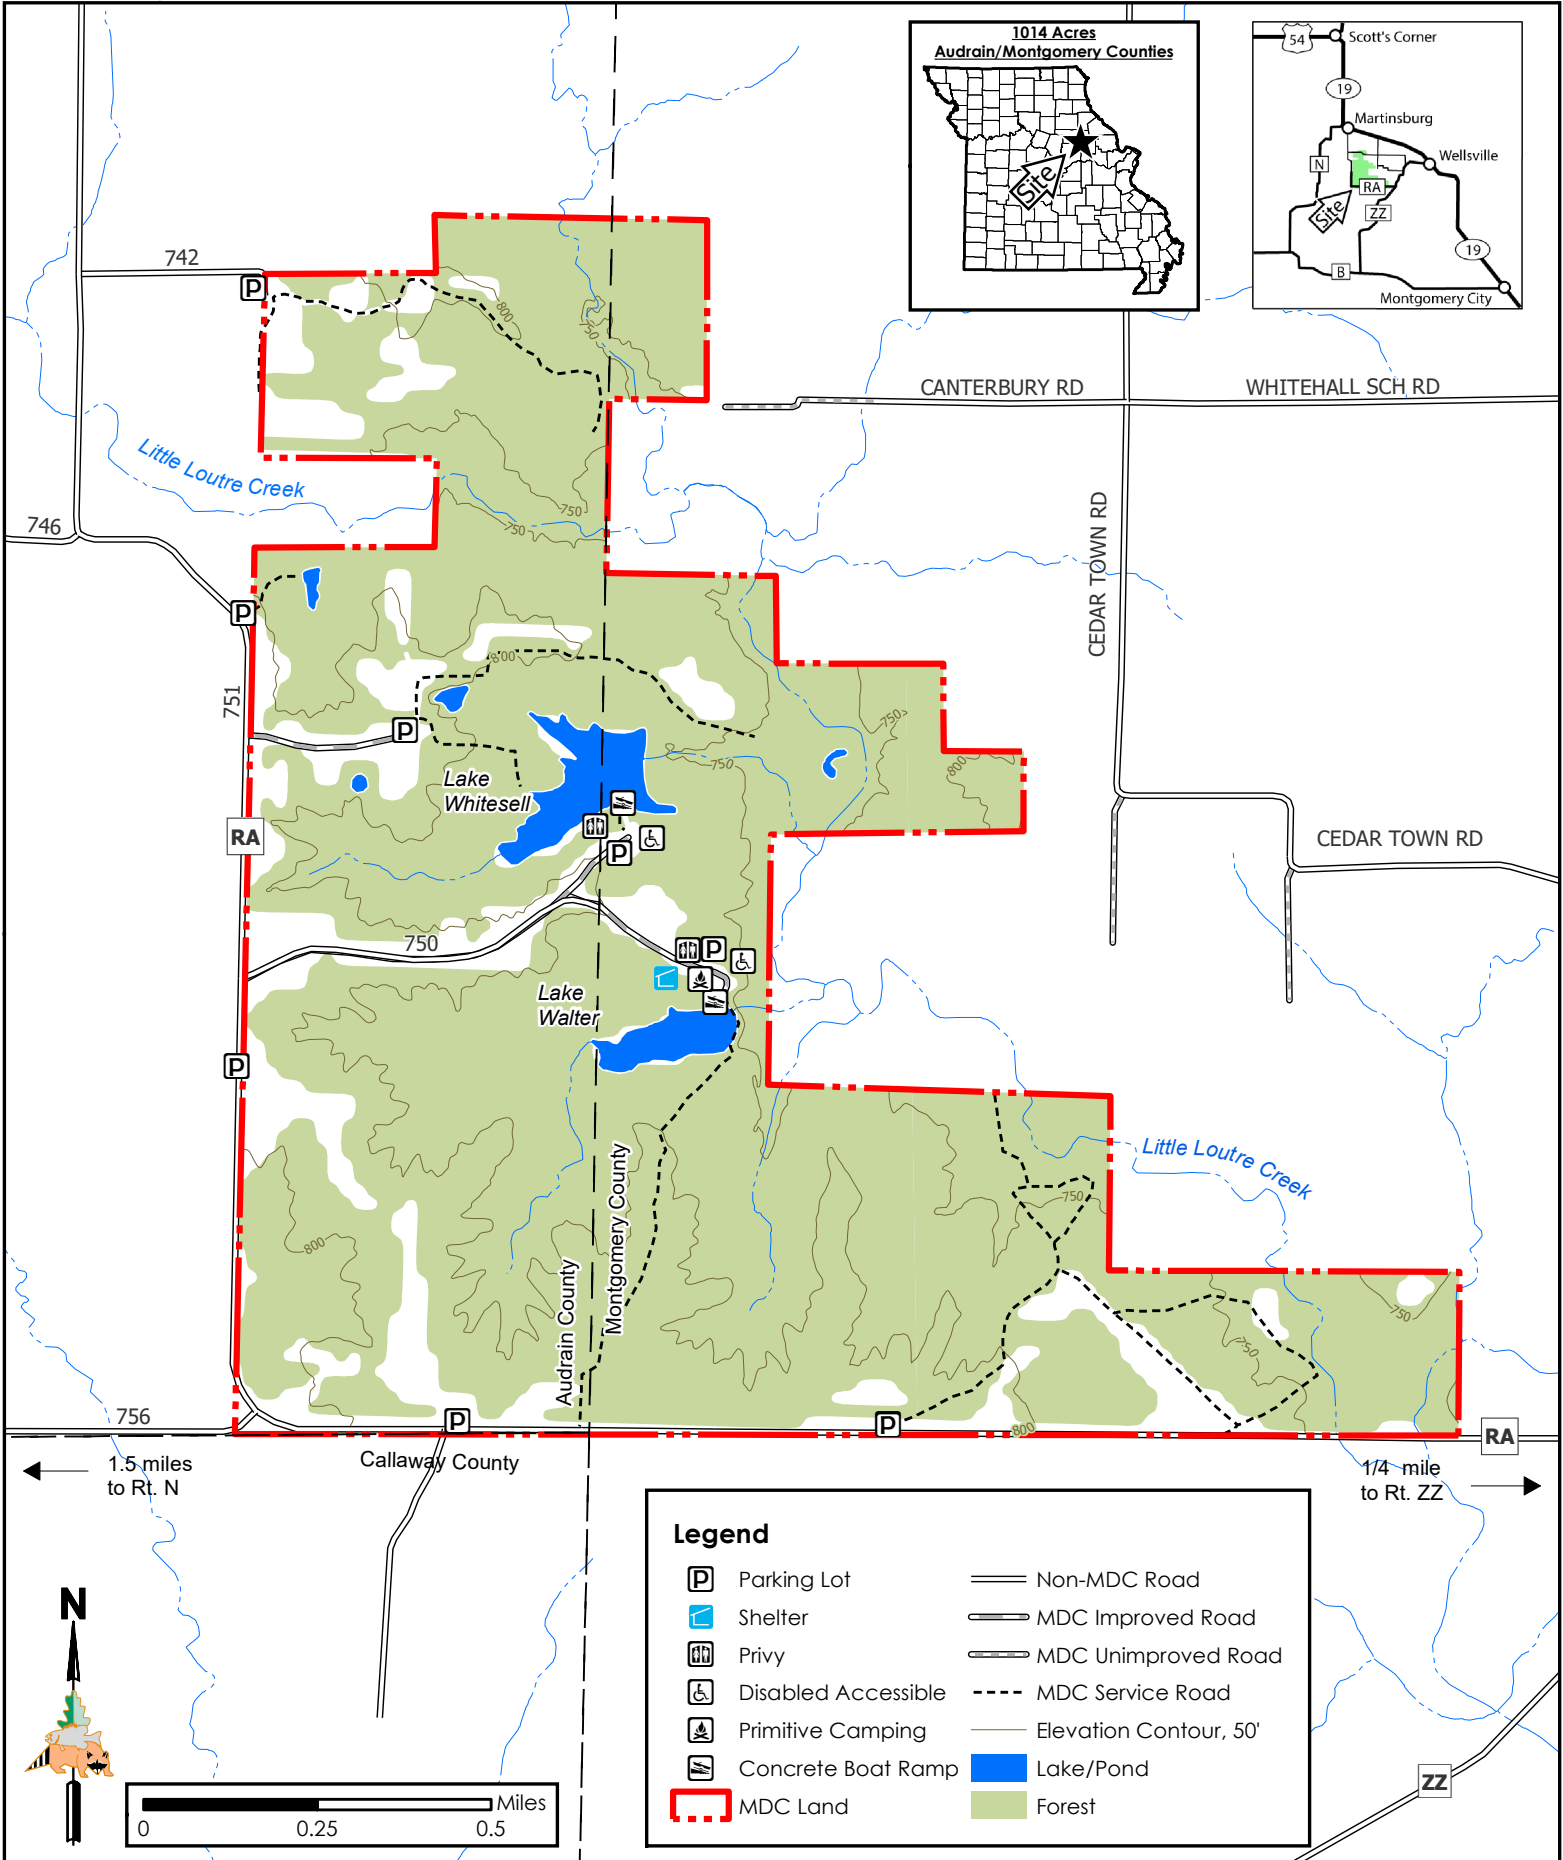 1014 Acres
Audrain/Montgomery Counties
Site
54
Scott's Corner
19
Martinsburg
Wellsville
N
RA
Site
ZZ
19
B
Montgomery City
742
P
800
750
CANTERBURY RD
WHITEHALL SCH RD
Little Loutre Creek
746
750
750
CEDAR TOWN RD
P
751
800
P
750
750
800
Lake
Whitesell
RA
P
CEDAR TOWN RD
750
P
Lake
Walter
P
Little Loutre Creek
750
800
Montgomery County
Audrain County
750
750
756
P
P
800
RA
Callaway County
1.5 miles
to Rt. N
1/4 mile
to Rt. ZZ
Legend
P Parking Lot
Shelter
Privy
Disabled Accessible
Primitive Camping
Concrete Boat Ramp
MDC Land
Non-MDC Road
MDC Improved Road
MDC Unimproved Road
MDC Service Road
Elevation Contour, 50'
Lake/Pond
Forest
N
Miles
0 0.25 0.5
ZZ